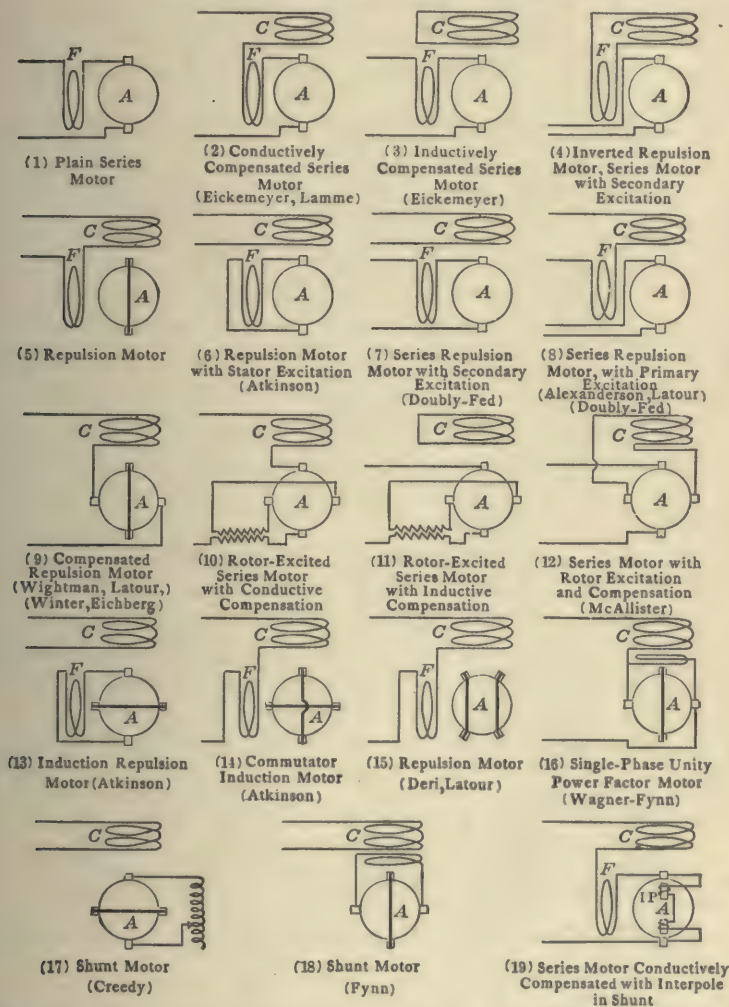 C
C
C
F
F
F
F
A
A
A
A
(1) Plain Series
Motor
(2) Conductively
Compensated Series
Motor
(Eickemeyer, Lamme)
(3) Inductively
Compensated Series
Motor
(Eickemeyer)
(4) Inverted Repulsion
Motor, Series Motor
with Secondary
Excitation
C
C
C
C
F
F
F
F
A
A
A
A
(5) Repulsion Motor
(6) Repulsion Motor
with Stator Excitation
(Atkinson)
(7) Series Repulsion
Motor with Secondary
Excitation
(Doubly-Fed)
(8) Series Repulsion
Motor, with Primary
Excitation
(Alexanderson, Latour)
(Doubly-Fed)
C
C
C
C
A
A
A
A
(9) Compensated
Repulsion Motor
(Wightman, Latour,)
(Winter, Eichberg)
(10) Rotor-Excited
Series Motor
with Conductive
Compensation
(11) Rotor-Excited
Series Motor
with Inductive
Compensation
(12) Series Motor with
Rotor Excitation
and Compensation
(McAllister)
C
C
C
C
F
F
F
A
A
A
A
(13) Induction Repulsion
Motor (Atkinson)
(14) Commutator
Induction Motor
(Atkinson)
(15) Repulsion Motor
(Deri, Latour)
(16) Single-Phase Unity
Power Factor Motor
(Wagner-Fynn)
C
C
C
F
IP
A
A
A
(17) Shunt Motor
(Creedy)
(18) Shunt Motor
(Fynn)
(19) Series Motor Conductively
Compensated with Interpole
in Shunt